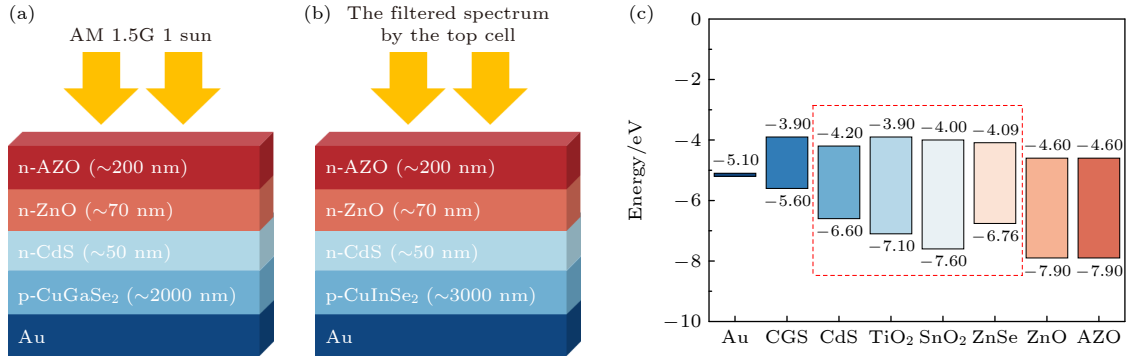 (a)
AM 1.5G 1 sun
n-AZO (~200 nm)
n-ZnO (~70 nm)
n-CdS (~50 nm)
p-CuGaSe₂ (~2000 nm)
Au
(b)
The filtered spectrum
by the top cell
n-AZO (~200 nm)
n-ZnO (~70 nm)
n-CdS (~50 nm)
p-CuInSe₂ (~3000 nm)
Au
(c)
Energy/eV
0
−2
−4
−6
−8
−10
−5.10
−3.90
−5.60
−4.20
−6.60
−3.90
−7.10
−4.00
−7.60
−4.09
−6.76
−4.60
−7.90
−4.60
−7.90
Au CGS CdS TiO₂ SnO₂ ZnSe ZnO AZO